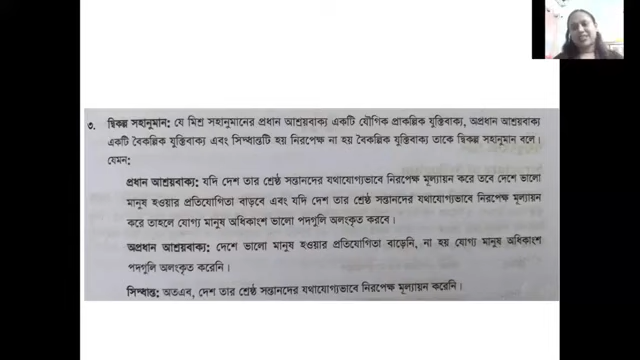 ৩. দ্বিকল্প সহানুমান: যে মিশ্র সহানুমানের প্রধান আশ্রয়বাক্য একটি যৌগিক প্রাকল্পিক যুক্তিবাক্য, অপ্রধান আশ্রয়বাক্য
একটি বৈকল্পিক যুক্তিবাক্য এবং সিদ্ধান্তটি হয় নিরপেক্ষ না হয় বৈকল্পিক যুক্তিবাক্য তাকে দ্বিকল্প সহানুমান বলে।
যেমন:
প্রধান আশ্রয়বাক্য: যদি দেশ তার শ্রেষ্ঠ সন্তানদের যথাযোগ্যভাবে নিরপেক্ষ মূল্যায়ন করে তবে দেশে ভালো
মানুষ হওয়ার প্রতিযোগিতা বাড়বে এবং যদি দেশ তার শ্রেষ্ঠ সন্তানদের যথাযোগ্যভাবে নিরপেক্ষ মূল্যায়ন
করে তাহলে যোগ্য মানুষ অধিকাংশ ভালো পদগুলি অলংকৃত করবে।
অপ্রধান আশ্রয়বাক্য: দেশে ভালো মানুষ হওয়ার প্রতিযোগিতা বাড়েনি, না হয় যোগ্য মানুষ অধিকাংশ
পদগুলি অলংকৃত করেনি।
সিদ্ধান্ত: অতএব, দেশ তার শ্রেষ্ঠ সন্তানদের যথাযোগ্যভাবে নিরপেক্ষ মূল্যায়ন করেনি।